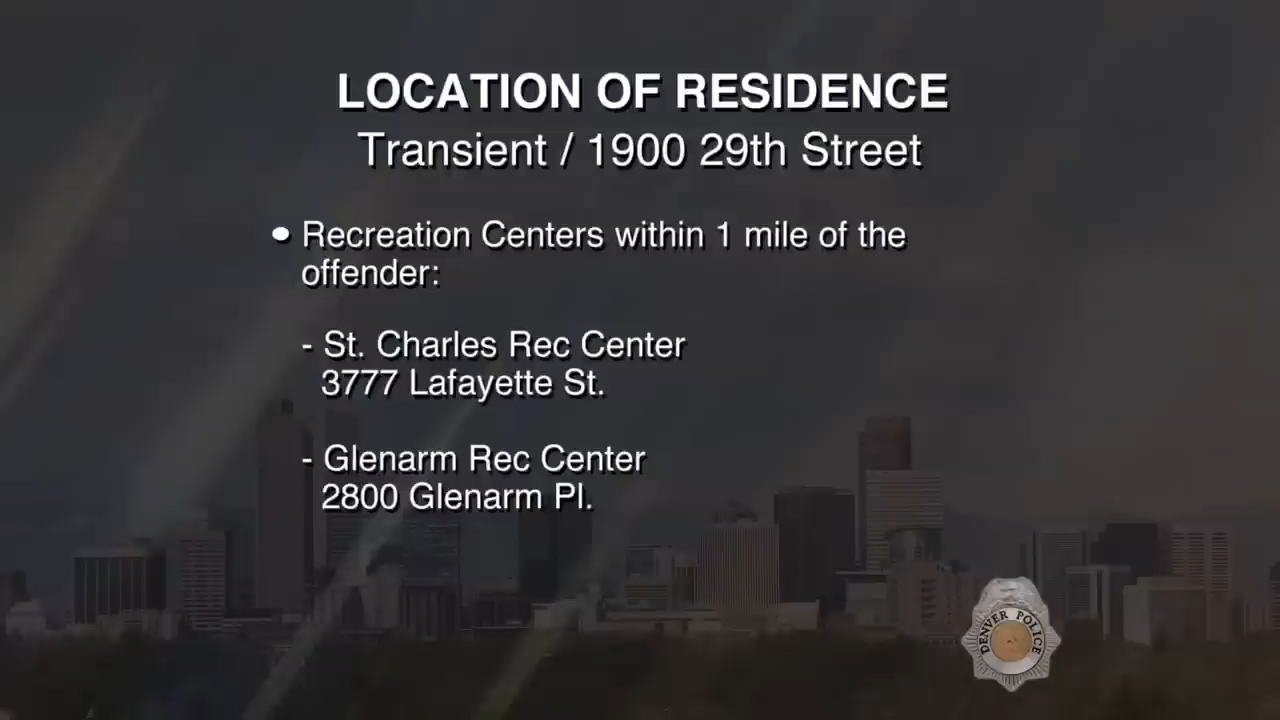 LOCATION OF RESIDENCE
Transient / 1900 29th Street
• Recreation Centers within 1 mile of the
offender:
- St. Charles Rec Center
3777 Lafayette St.
- Glenarm Rec Center
2800 Glenarm Pl.
DENVER POLICE